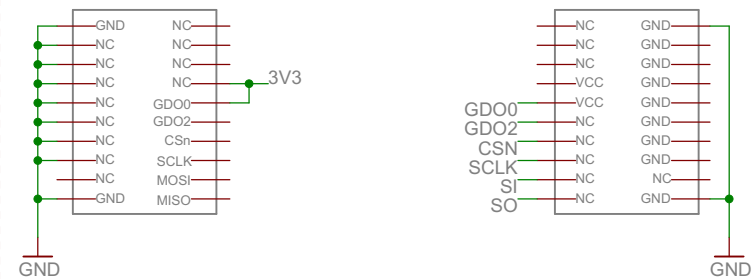 GND NC
NC NC
NC NC
NC NC 3V3
NC GDO0
NC GDO2
NC CSn
NC SCLK
NC MOSI
GND MISO
GND
NC GND
NC GND
NC GND
VCC GND
GDO0 VCC GND
GDO2 NC GND
CSN NC GND
SCLK NC GND
SI NC NC
SO NC GND
GND